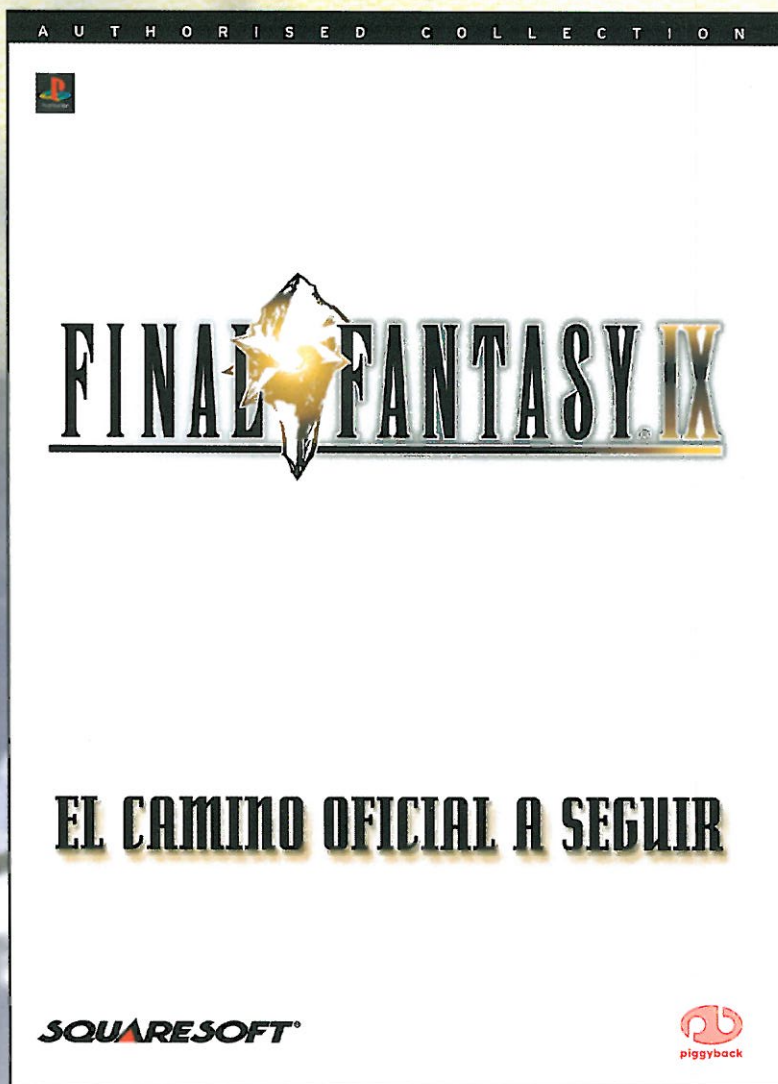 AUTHORISED COLLECTION
FINAL FANTASY® IX
EL CAMINO OFICIAL A SEGUIR
SQUARESOFT®
piggyback